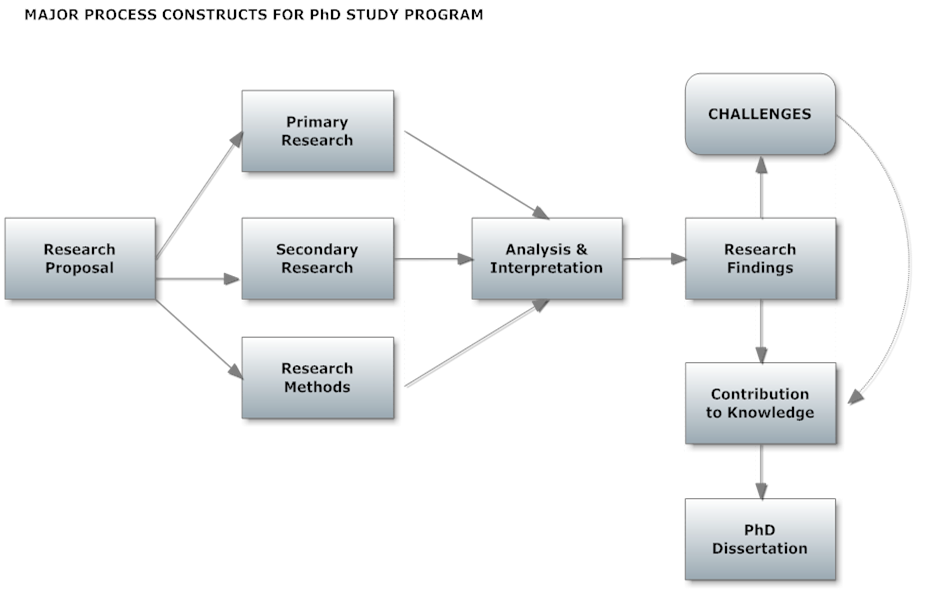 MAJOR PROCESS CONSTRUCTS FOR PhD STUDY PROGRAM
Primary
Research
CHALLENGES
Research
Proposal
Secondary
Research
Analysis &
Interpretation
Research
Findings
Research
Methods
Contribution
to Knowledge
PhD
Dissertation